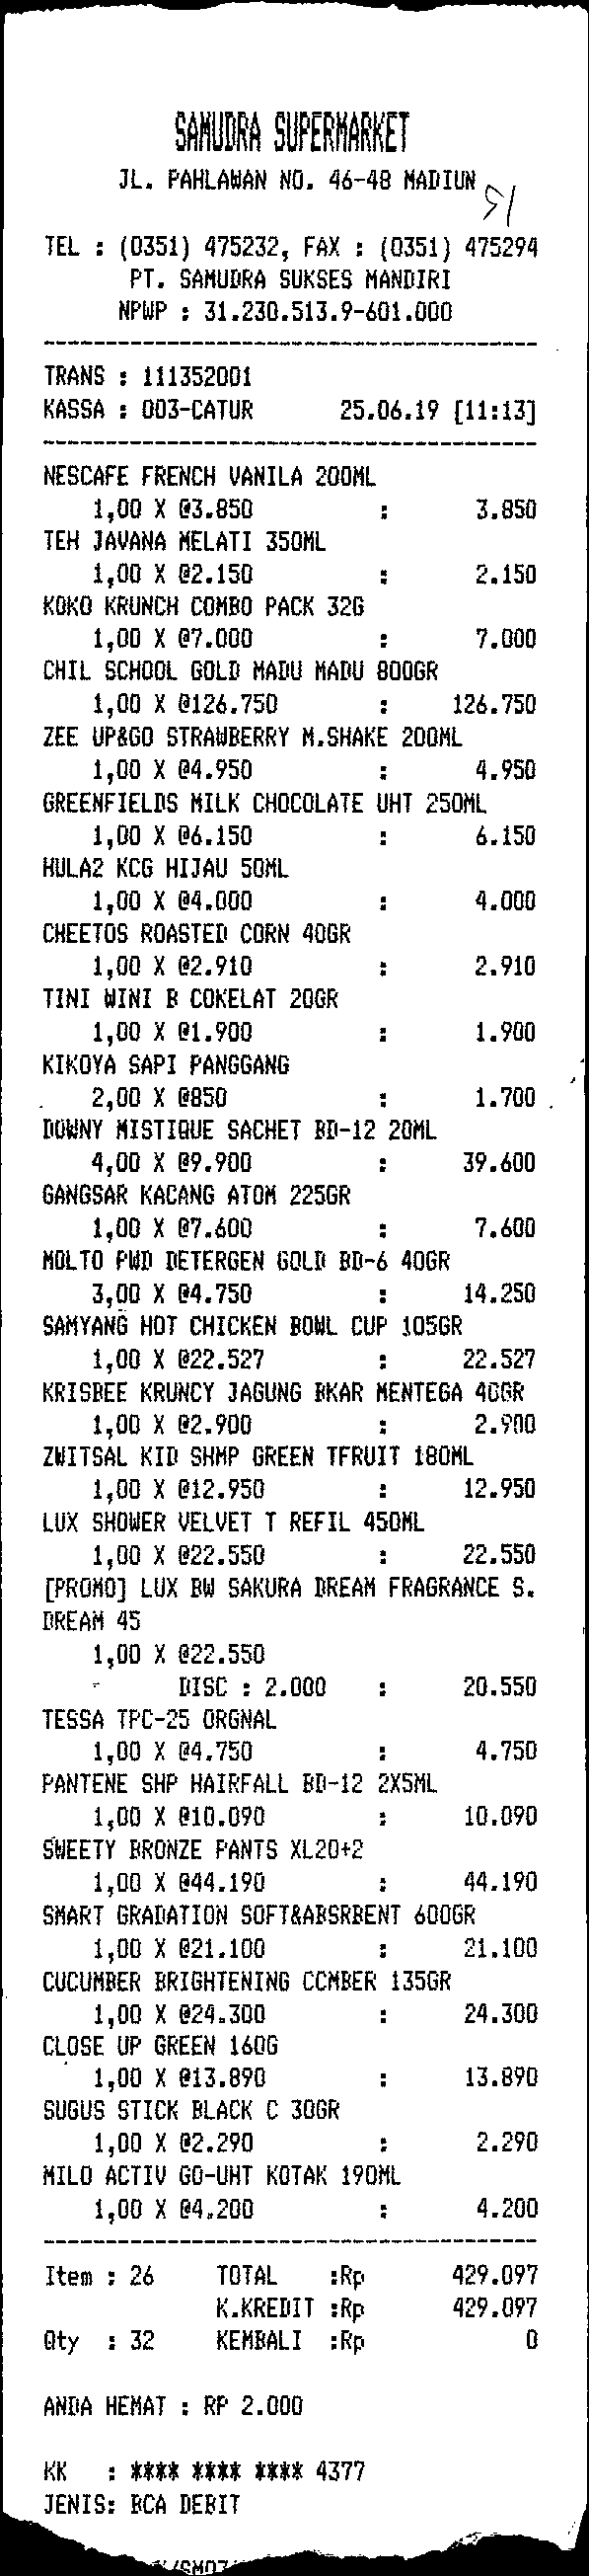 SAMUDRA SUPERMARKET
JL. PAHLAWAN NO. 46-48 MADIUN
51
TEL : (0351) 475232, FAX : (0351) 475294
PT. SAMUDRA SUKSES MANDIRI
NPWP : 31.230.513.9-601.000
TRANS : 111352001
KASSA : 003-CATUR 25.06.19 [11:13]
NESCAFE FRENCH VANILA 200ML
1,00 X @3.850 : 3.850
TEH JAVANA MELATI 350ML
1,00 X @2.150 : 2.150
KOKO KRUNCH COMBO PACK 32G
1,00 X @7.000 : 7.000
CHIL SCHOOL GOLD MADU MADU 800GR
1,00 X @126.750 : 126.750
ZEE UP&GO STRAWBERRY M.SHAKE 200ML
1,00 X @4.950 : 4.950
GREENFIELDS MILK CHOCOLATE UHT 250ML
1,00 X @6.150 : 6.150
HULA2 KCG HIJAU 50ML
1,00 X @4.000 : 4.000
CHEETOS ROASTED CORN 40GR
1,00 X @2.910 : 2.910
TINI WINI B COKELAT 20GR
1,00 X @1.900 : 1.900
KIKOYA SAPI PANGGANG
2,00 X @850 : 1.700
DOWNY MISTIQUE SACHET BD-12 20ML
4,00 X @9.900 : 39.600
GANGSAR KACANG ATOM 225GR
1,00 X @7.600 : 7.600
MOLTO PWD DETERGEN GOLD BD-6 40GR
3,00 X @4.750 : 14.250
SAMYANG HOT CHICKEN BOWL CUP 105GR
1,00 X @22.527 : 22.527
KRISBEE KRUNCY JAGUNG BKAR MENTEGA 40GR
1,00 X @2.900 : 2.900
ZWITSAL KID SHMP GREEN TFRUIT 180ML
1,00 X @12.950 : 12.950
LUX SHOWER VELVET T REFIL 450ML
1,00 X @22.550 : 22.550
[PROMO] LUX BW SAKURA DREAM FRAGRANCE S.
DREAM 45
1,00 X @22.550
DISC : 2.000 : 20.550
TESSA TPC-25 ORGNAL
1,00 X @4.750 : 4.750
PANTENE SHP HAIRFALL BD-12 2X5ML
1,00 X @10.090 : 10.090
SWEETY BRONZE PANTS XL20+2
1,00 X @44.190 : 44.190
SMART GRADATION SOFT&ABSRBENT 600GR
1,00 X @21.100 : 21.100
CUCUMBER BRIGHTENING CCMBER 135GR
1,00 X @24.300 : 24.300
CLOSE UP GREEN 160G
1,00 X @13.890 : 13.890
SUGUS STICK BLACK C 30GR
1,00 X @2.290 : 2.290
MILO ACTIV GO-UHT KOTAK 190ML
1,00 X @4.200 : 4.200
Item : 26 TOTAL :Rp 429.097
K.KREDIT :Rp 429.097
Qty : 32 KEMBALI :Rp 0
ANDA HEMAT : RP 2.000
KK : **** **** **** 4377
JENIS: BCA DEBIT